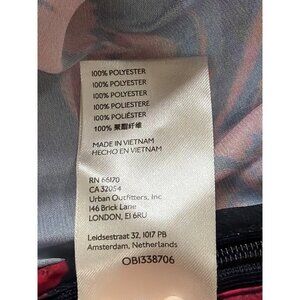 100% POLYESTER
100% POLYESTER
100% POLYESTER
100% POLIESTERE
100% POLIÉSTER
100% 聚酯纤维
MADE IN VIETNAM
HECHO EN VIETNAM
RN 66170
CA 32054
Urban Outfitters, Inc
146 Brick Lane
LONDON, E1 6RU
Leidsestraat 32, 1017 PB
Amsterdam, Netherlands
OB1338706